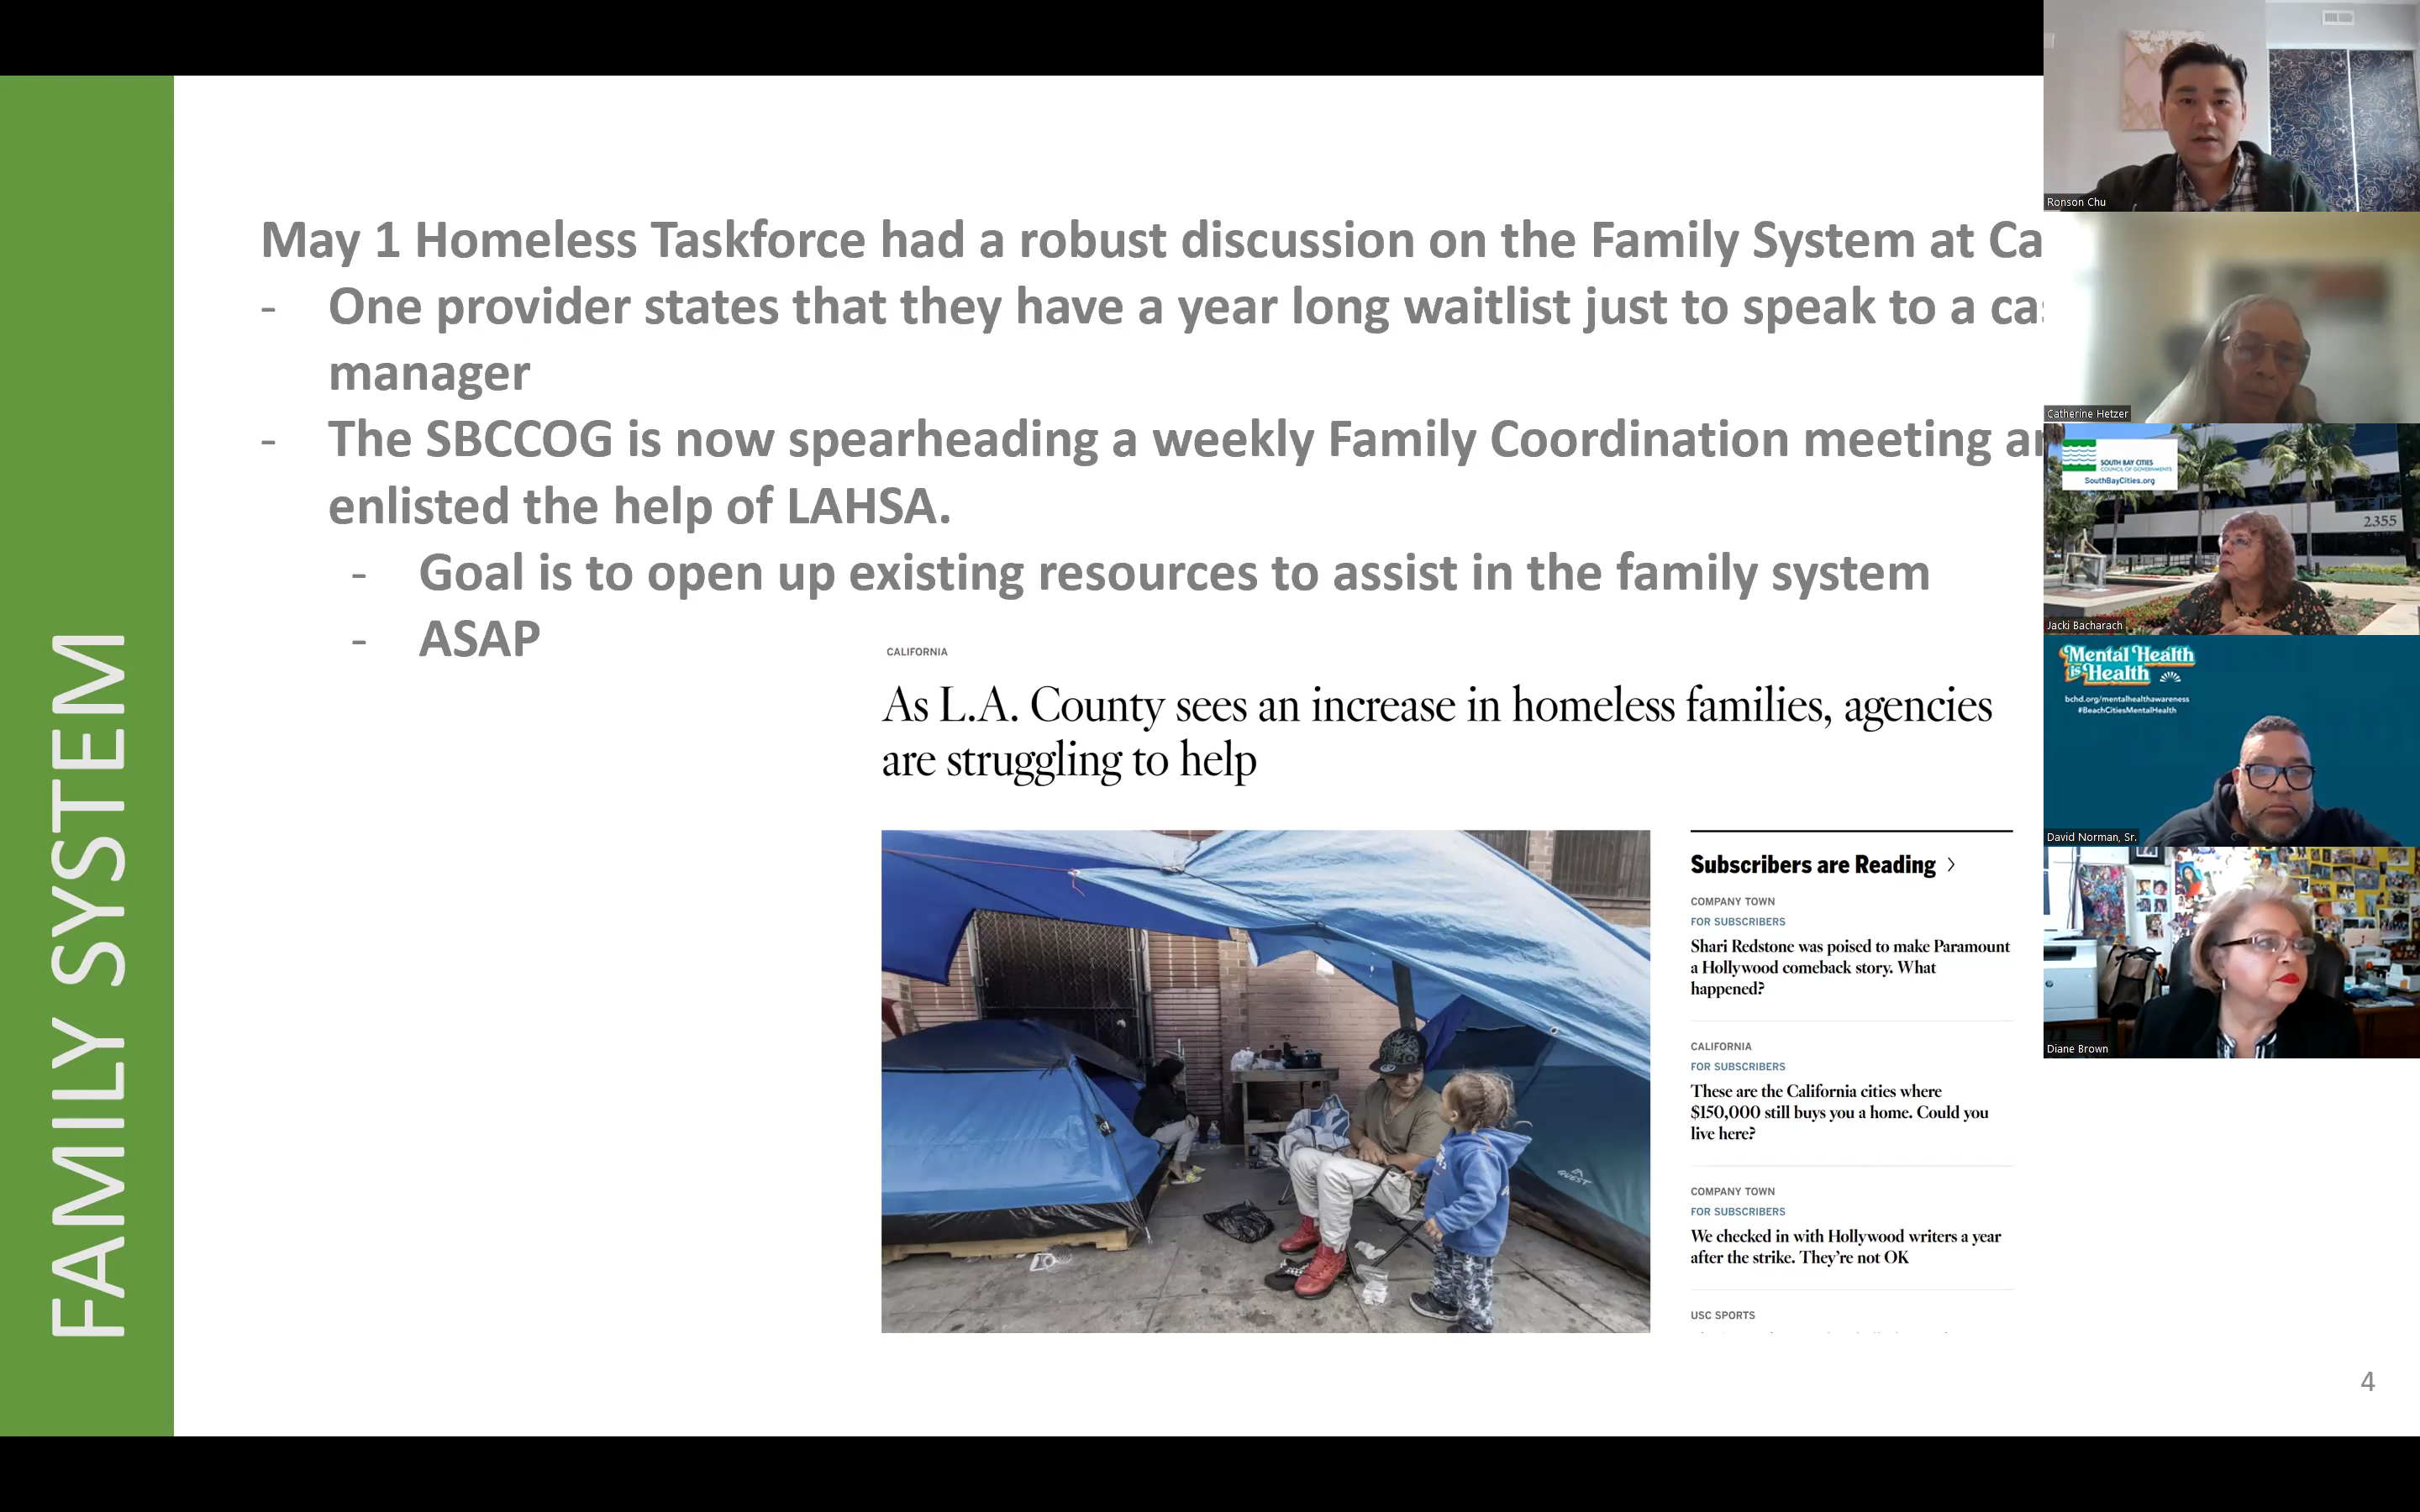 FAMILY SYSTEM
May 1 Homeless Taskforce had a robust discussion on the Family System at Ca
- One provider states that they have a year long waitlist just to speak to a cas
manager
- The SBCCOG is now spearheading a weekly Family Coordination meeting an
enlisted the help of LAHSA.
- Goal is to open up existing resources to assist in the family system
- ASAP
CALIFORNIA
As L.A. County sees an increase in homeless families, agencies
are struggling to help
QUEST
Subscribers are Reading >
COMPANY TOWN
FOR SUBSCRIBERS
Shari Redstone was poised to make Paramount
a Hollywood comeback story. What
happened?
CALIFORNIA
FOR SUBSCRIBERS
These are the California cities where
$150,000 still buys you a home. Could you
live here?
COMPANY TOWN
FOR SUBSCRIBERS
We checked in with Hollywood writers a year
after the strike. They're not OK
USC SPORTS
4
Ronson Chu
Catherine Hetzer
SOUTH BAY CITIES
COUNCIL OF GOVERNMENTS
SouthBayCities.org
2355
Jacki Bacharach
Mental Health
is Health
bchd.org/mentalhealthawareness
#BeachCitiesMentalHealth
David Norman, Sr.
Diane Brown